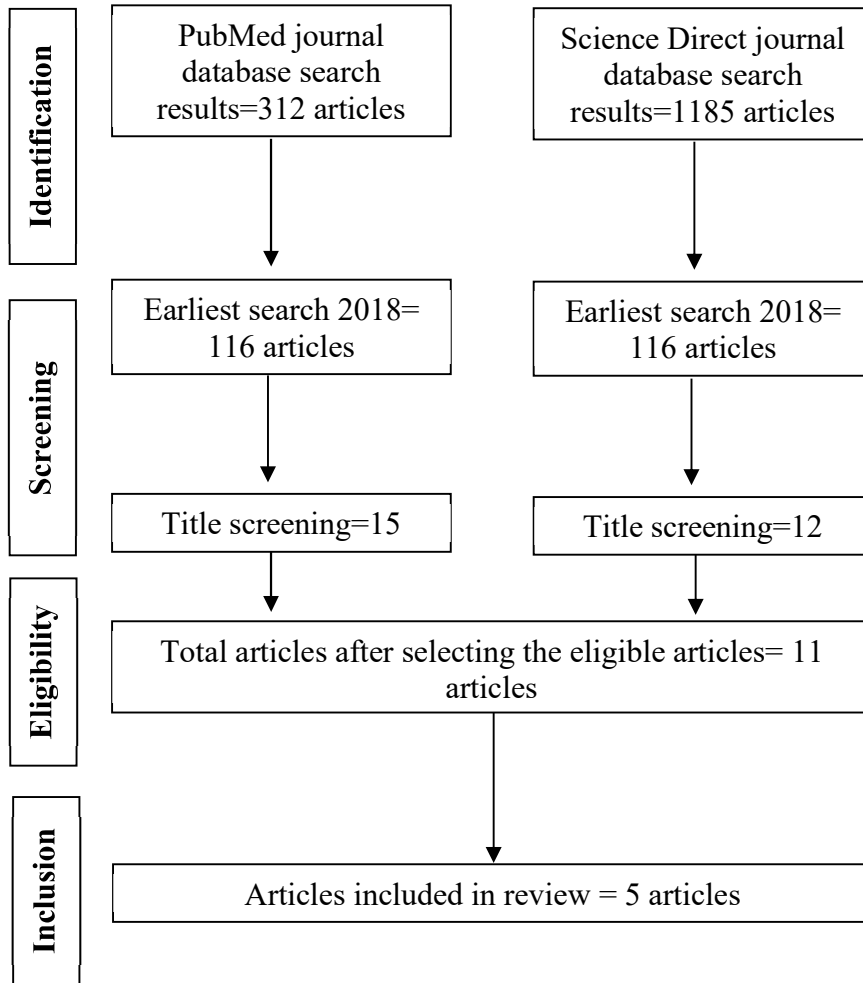 Identification
PubMed journal
database search
results=312 articles
Science Direct journal
database search
results=1185 articles
Screening
Earliest search 2018=
116 articles
Earliest search 2018=
116 articles
Title screening=15
Title screening=12
Eligibility
Total articles after selecting the eligible articles= 11
articles
Inclusion
Articles included in review = 5 articles